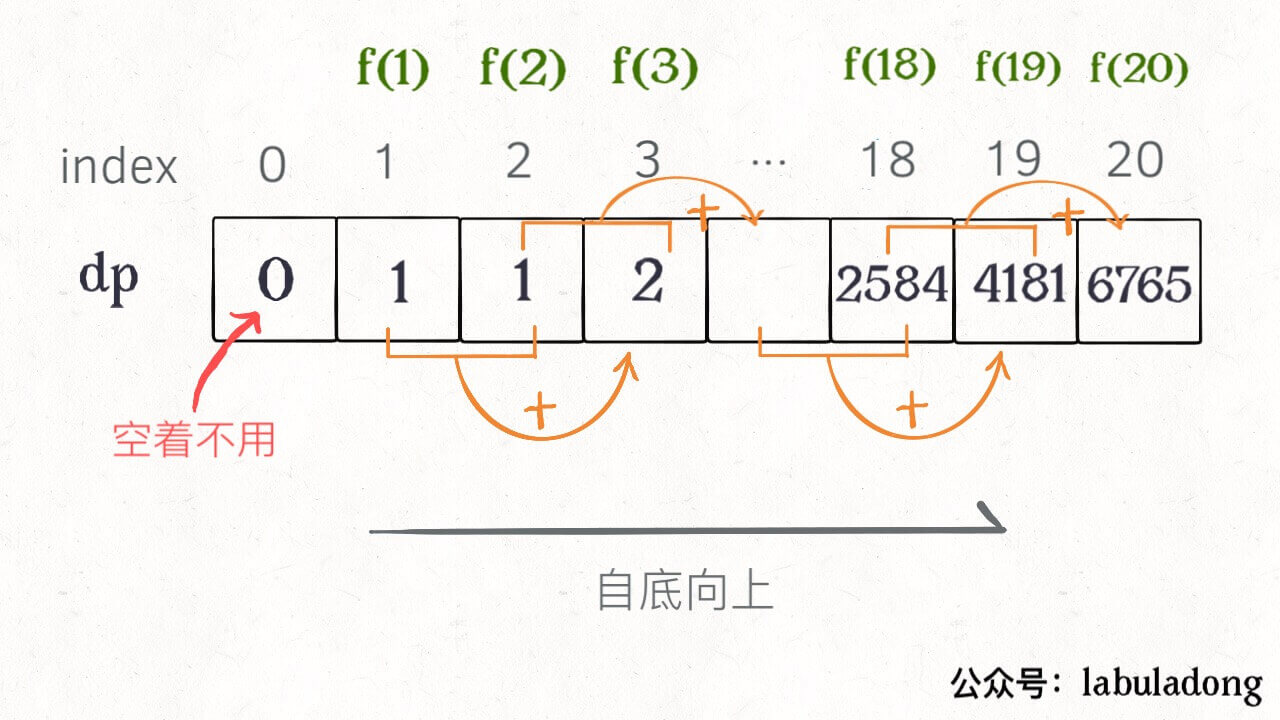 f(1) f(2) f(3) f(18) f(19) f(20)
index 0 1 2 3 ... 18 19 20
dp 0 1 1 2 2584 4181 6765
+ +
+ +
空着不用
自底向上
公众号：labuladong